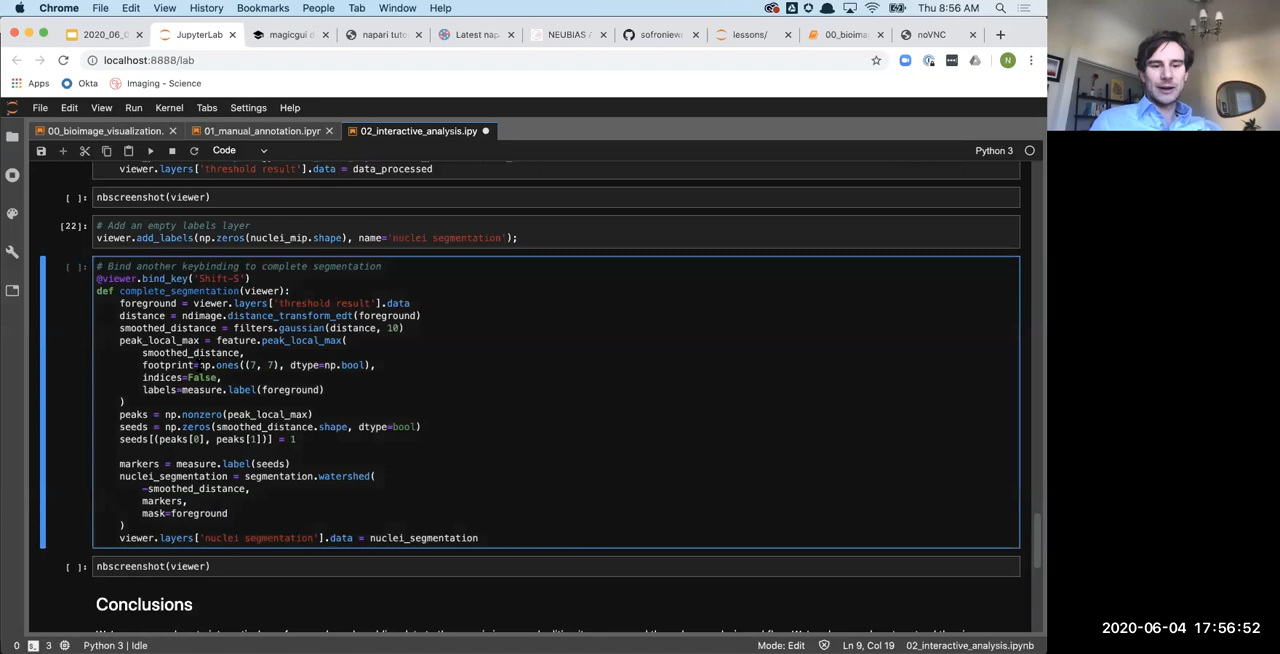 Chrome File Edit View History Bookmarks People Tab Window Help Thu 8:56 AM
2020_06_0 JupyterLab magicgui d napari tuto Latest nap NEUBIAS A sofroniew lessons/ 00_bioima noVNC
localhost:8888/lab N
Apps Okta Imaging - Science
File Edit View Run Kernel Tabs Settings Help
00_bioimage_visualization. 01_manual_annotation.ipyr 02_interactive_analysis.ipy
Code Python 3
viewer.layers['threshold result'].data = data_processed
[ ]: nbscreenshot(viewer)
[22]: # Add an empty labels layer
viewer.add_labels(np.zeros(nuclei_mip.shape), name='nuclei segmentation');
[ ]: # Bind another keybinding to complete segmentation
@viewer.bind_key('Shift-S')
def complete_segmentation(viewer):
foreground = viewer.layers['threshold result'].data
distance = ndimage.distance_transform_edt(foreground)
smoothed_distance = filters.gaussian(distance, 10)
peak_local_max = feature.peak_local_max(
smoothed_distance,
footprint=np.ones((7, 7), dtype=np.bool),
indices=False,
labels=measure.label(foreground)
)
peaks = np.nonzero(peak_local_max)
seeds = np.zeros(smoothed_distance.shape, dtype=bool)
seeds[(peaks[0], peaks[1])] = 1
markers = measure.label(seeds)
nuclei_segmentation = segmentation.watershed(
-smoothed_distance,
markers,
mask=foreground
)
viewer.layers['nuclei segmentation'].data = nuclei_segmentation
[ ]: nbscreenshot(viewer)
Conclusions
0 3 Python 3 | Idle Mode: Edit Ln 9, Col 19 02_interactive_analysis.ipynb
2020-06-04 17:56:52